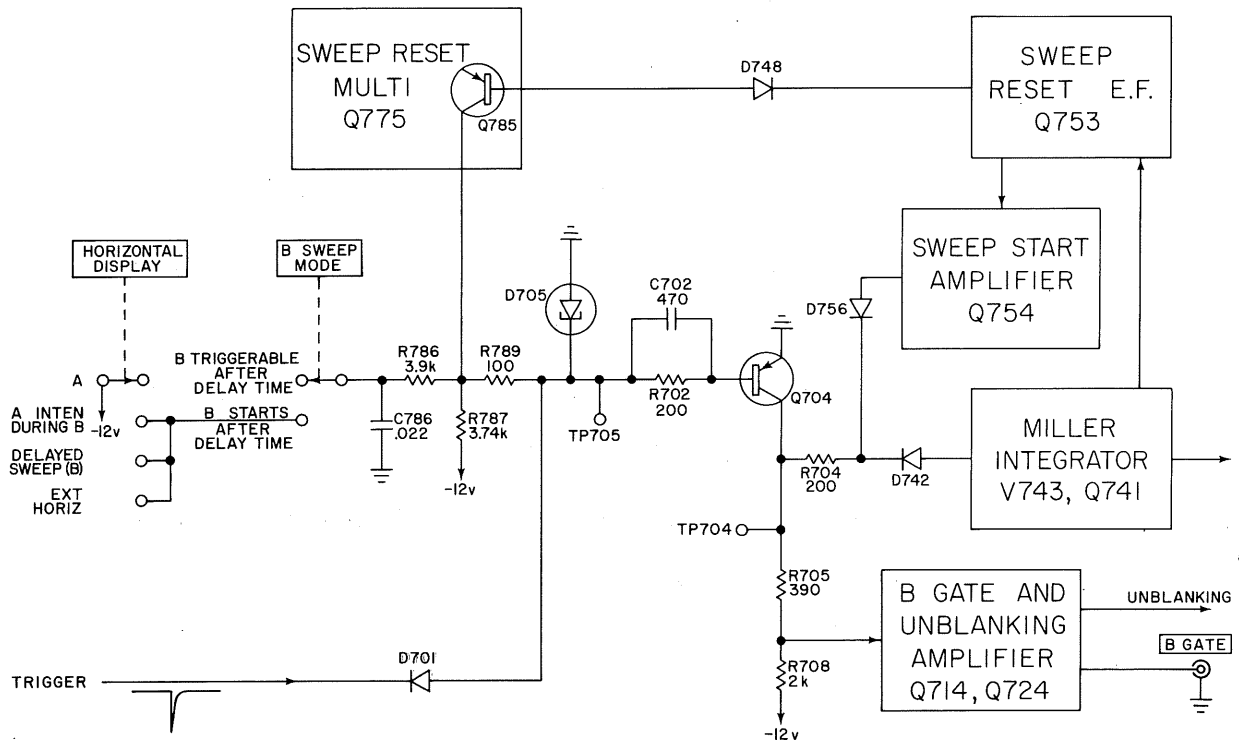 SWEEP RESET
MULTI
Q775
Q785
D748
SWEEP
RESET E.F.
Q753
SWEEP START
AMPLIFIER
Q754
HORIZONTAL
DISPLAY
B SWEEP
MODE
D705
C702
470
D756
A
B TRIGGERABLE
AFTER
DELAY TIME
R786
3.9k
R789
100
R702
200
Q704
A INTEN
DURING B
-12v
B STARTS
AFTER
DELAY TIME
C786
.022
R787
3.74k
TP705
DELAYED
SWEEP (B)
-12v
R704
200
D742
MILLER
INTEGRATOR
V743, Q741
EXT
HORIZ
TP704
R705
390
B GATE AND
UNBLANKING
AMPLIFIER
Q714, Q724
UNBLANKING
B GATE
D701
TRIGGER
R708
2k
-12v